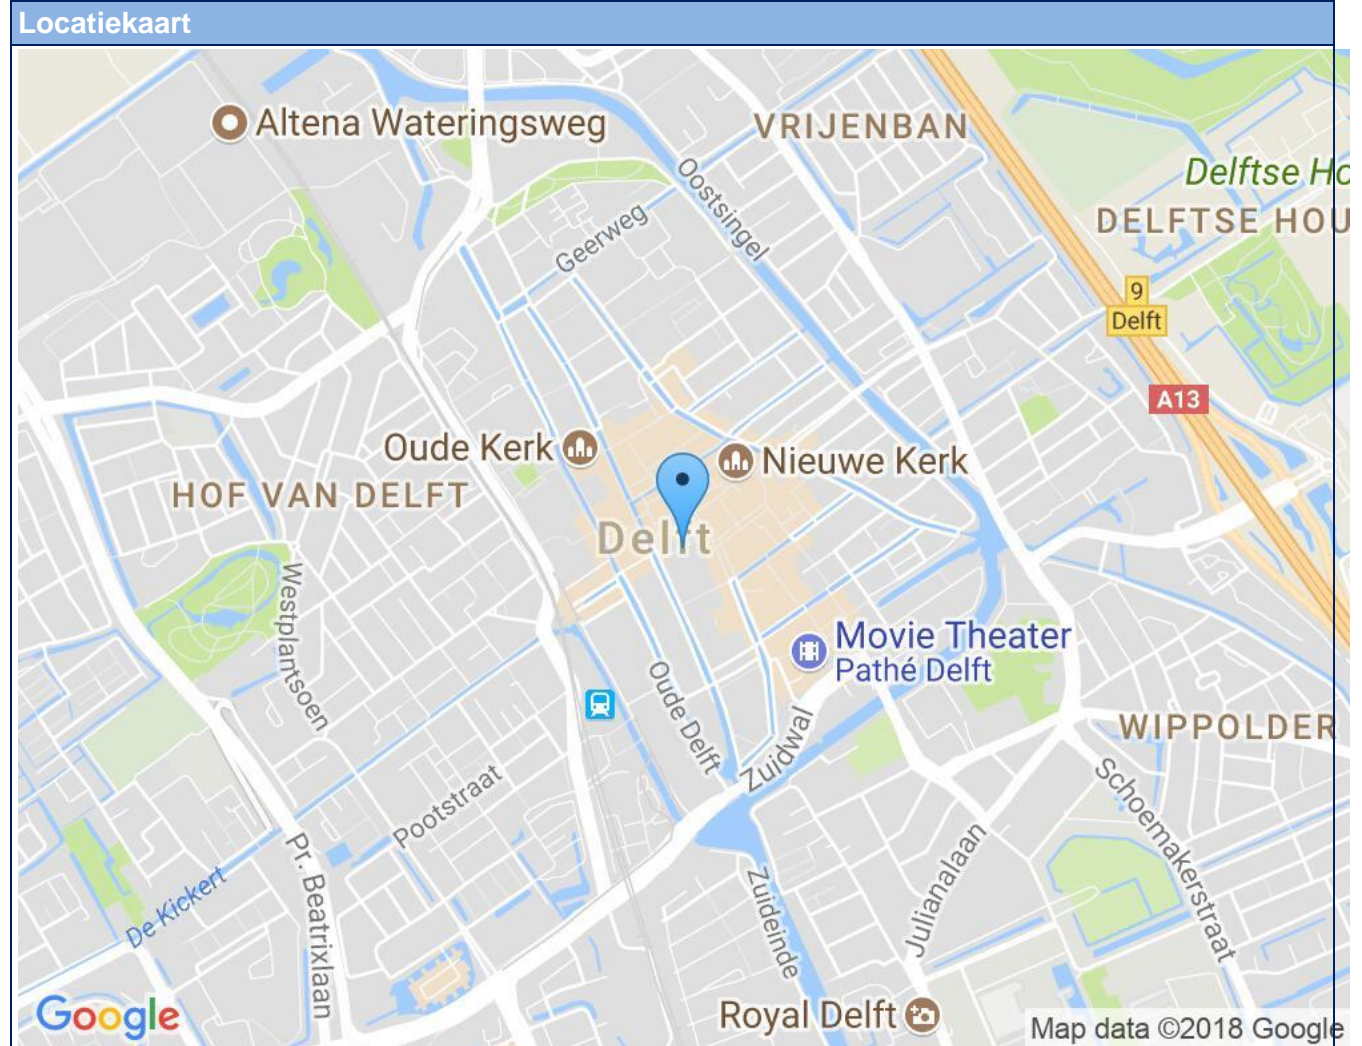 Locatiekaart
Altena Wateringsweg
VRIJENBAN
Oostsingel
Delftse Ho
DELFTSE HOU
Geerweg
9
Delft
A13
Oude Kerk
Nieuwe Kerk
HOF VAN DELFT
Delft
Westplantsoen
Movie Theater
Pathé Delft
Oude Delft
Zuidwal
WIPPOLDER
Pootstraat
Schoemakerstraat
Pr. Beatrixlaan
Julianalaan
De Kickert
Zuideinde
Royal Delft
Google
Map data ©2018 Google